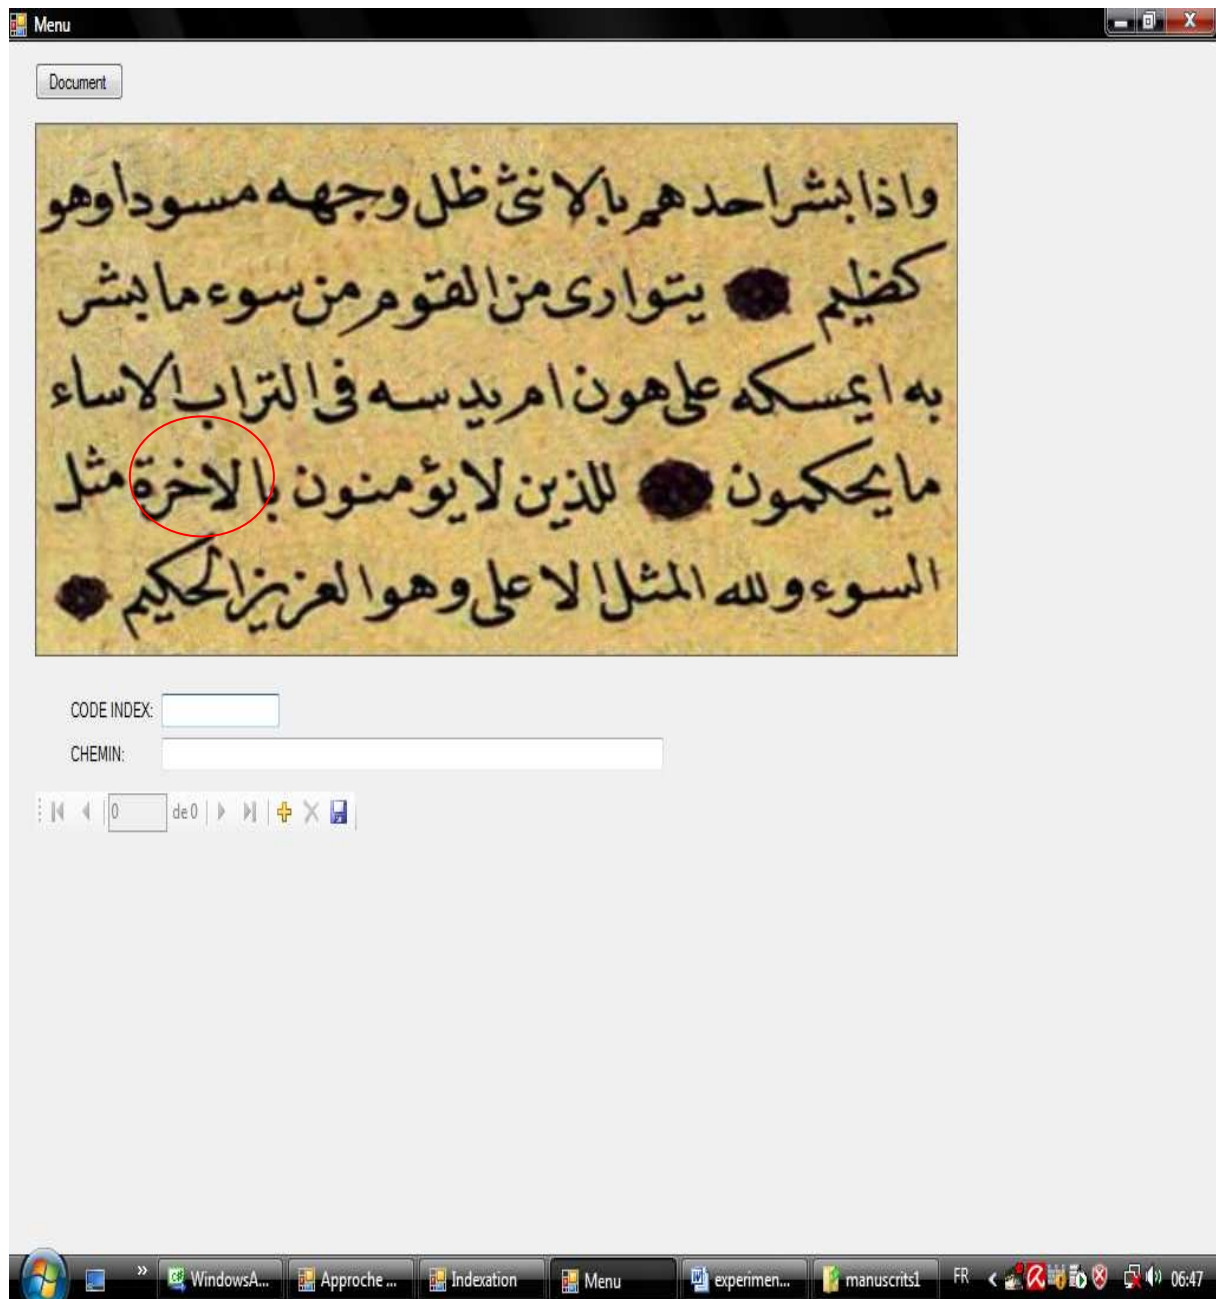 Menu
Document
واذا بشر احدهم بالانثى ظل وجهه مسودا وهو
كظيم يتوارى من القوم من سوء ما بشر
به ايمسكه على هون ام يدسه فى التراب الا ساء
ما يحكمون للذين لا يؤمنون بالاخرة مثل
السوء ولله المثل الاعلى وهو العزيز الحكيم
CODE INDEX:
CHEMIN:
0 de 0
» WindowsA... Approche ... Indexation Menu experimen... manuscrits1 FR 06:47